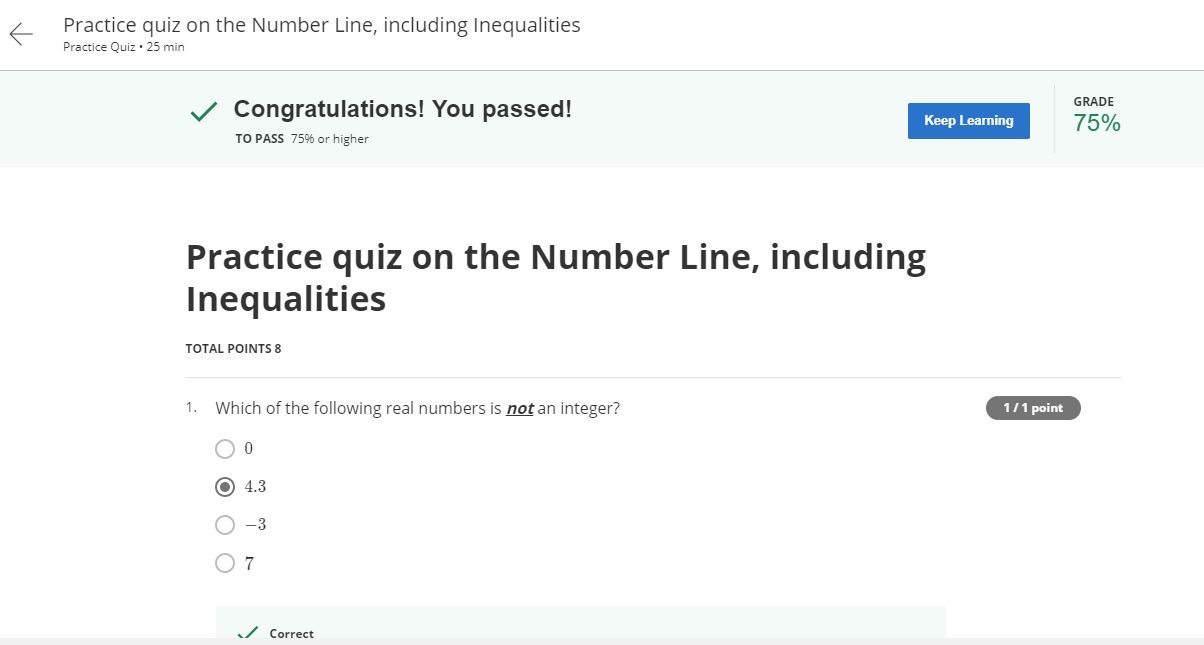 Practice quiz on the Number Line, including Inequalities
Practice Quiz • 25 min
Congratulations! You passed!
TO PASS 75% or higher
Keep Learning
GRADE
75%
Practice quiz on the Number Line, including
Inequalities
TOTAL POINTS 8
1. Which of the following real numbers is not an integer?
1 / 1 point
0
4.3
−3
7
Correct